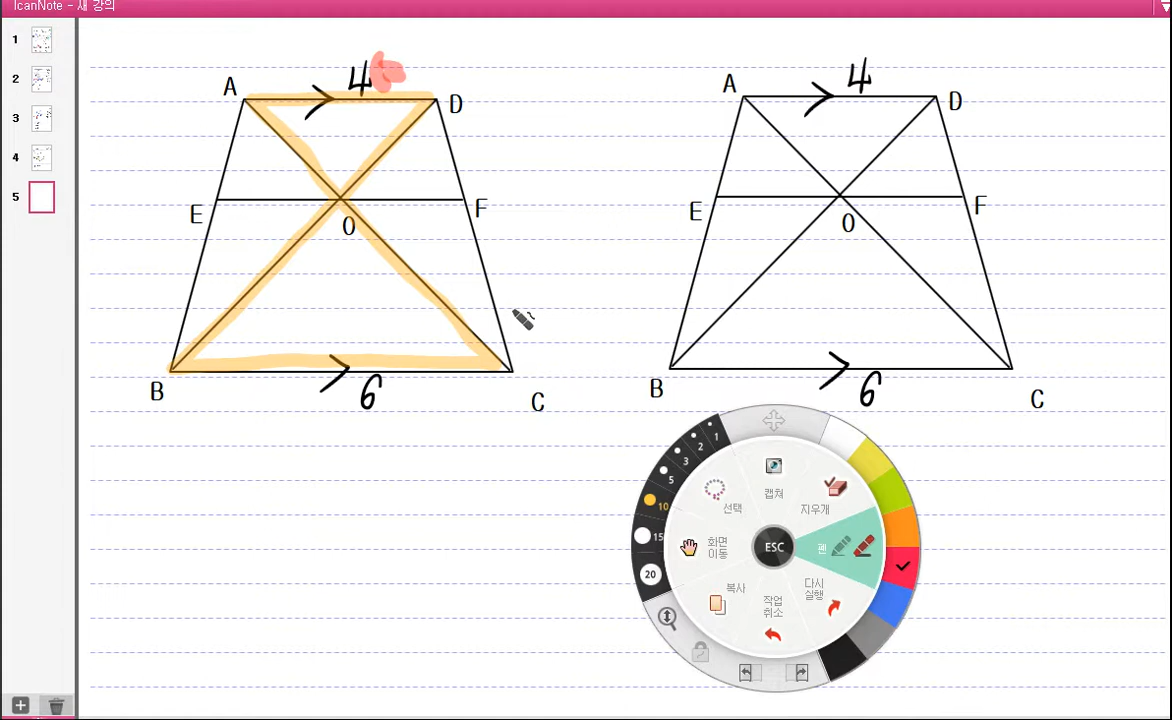 IcanNote - 새 강의
1
2
3
4
5
A 4 D
E O F
B 6 C
A 4 D
E O F
B 6 C
1
2
3
5
10
15
20
캡쳐
선택
지우개
화면
이동
ESC
펜
복사
작업
취소
다시
실행